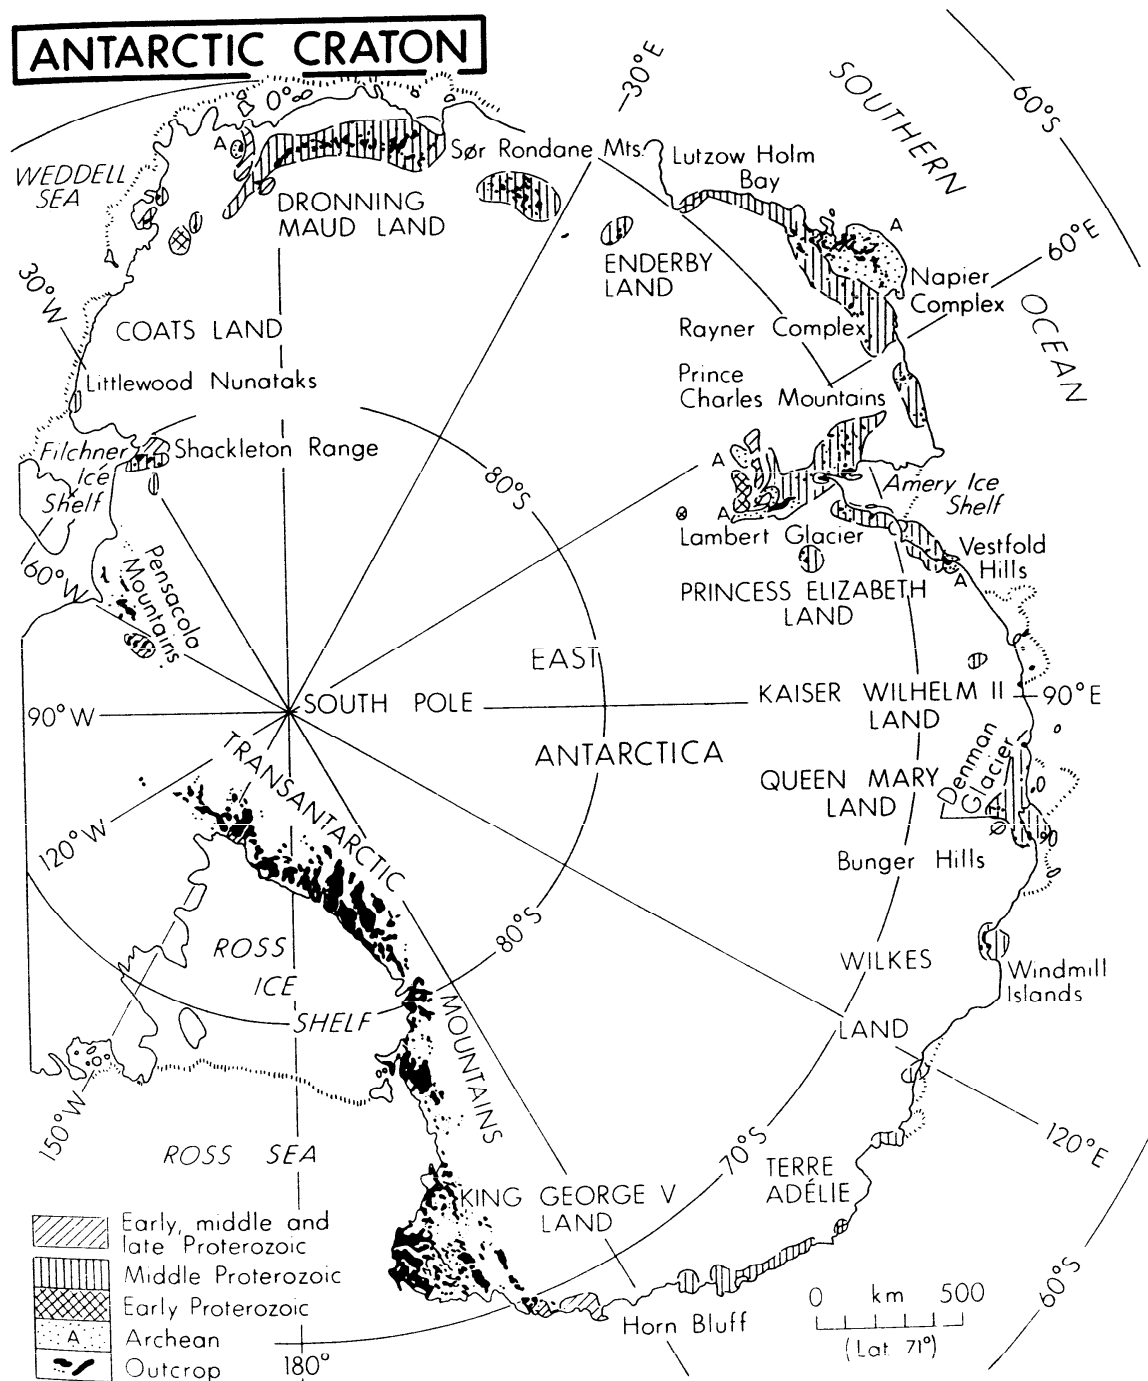 ANTARCTIC CRATON
30°E
60°S
SOUTHERN
OCEAN
WEDDELL
SEA
A
Sør Rondane Mts.
Lutzow Holm
Bay
DRONNING
MAUD LAND
A
60°E
ENDERBY
LAND
Napier
Complex
30°W
COATS LAND
Rayner Complex
Littlewood Nunataks
Prince
Charles Mountains
Filchner
Ice
Shelf
Shackleton Range
A
80°S
Amery Ice
Shelf
A
Lambert Glacier
Vestfold
Hills
A
60°W
Pensacola
Mountains
PRINCESS ELIZABETH
LAND
EAST
ANTARCTICA
SOUTH POLE
90°W
KAISER WILHELM II
LAND
90°E
TRANSANTARCTIC
MOUNTAINS
QUEEN MARY
LAND
Denman
Glacier
120°W
Bunger Hills
80°S
ROSS
ICE
SHELF
WILKES
LAND
Windmill
Islands
150°W
ROSS SEA
70°S
120°E
TERRE
ADÉLIE
KING GEORGE V
LAND
60°S
Horn Bluff
Early, middle and
late Proterozoic
Middle Proterozoic
Early Proterozoic
A Archean
Outcrop
180°
0 km 500
(Lat 71°)